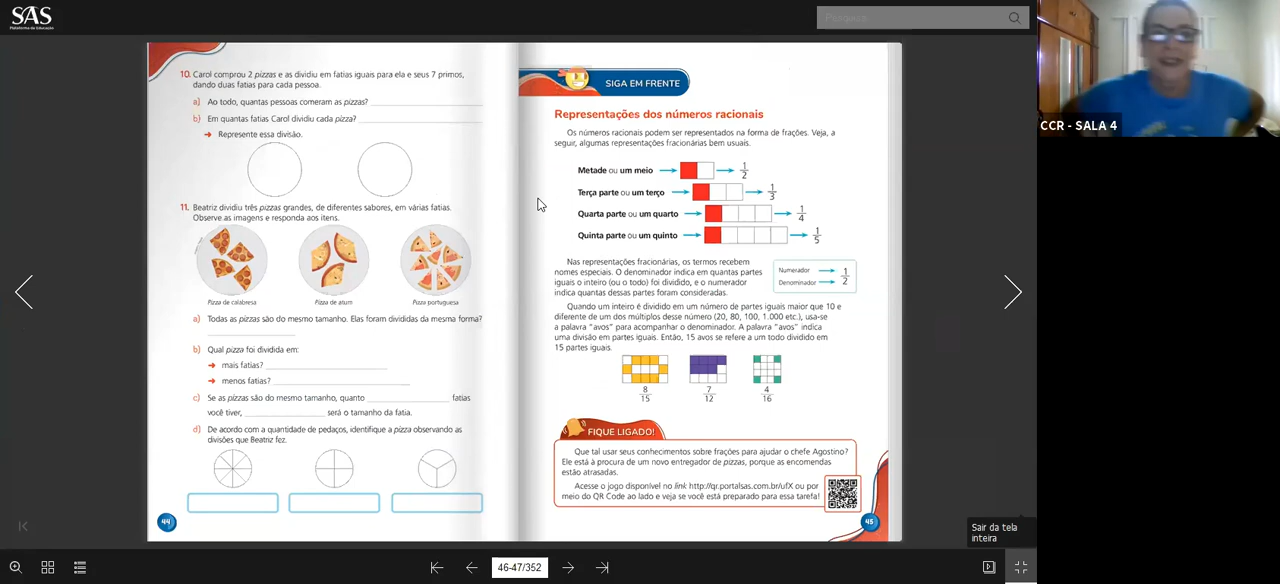 SAS
Plataforma de Educação
Pesquisa
10. Carol comprou 2 pizzas e as dividiu em fatias iguais para ela e seus 7 primos,
dando duas fatias para cada pessoa.
a) Ao todo, quantas pessoas comeram as pizzas?
b) Em quantas fatias Carol dividiu cada pizza?
Represente essa divisão.
11. Beatriz dividiu três pizzas grandes, de diferentes sabores, em várias fatias.
Observe as imagens e responda aos itens.
Pizza de calabresa
Pizza de atum
Pizza portuguesa
a) Todas as pizzas são do mesmo tamanho. Elas foram divididas da mesma forma?
b) Qual pizza foi dividida em:
mais fatias?
menos fatias?
c) Se as pizzas são do mesmo tamanho, quanto fatias
você tiver, será o tamanho da fatia.
d) De acordo com a quantidade de pedaços, identifique a pizza observando as
divisões que Beatriz fez.
44
SIGA EM FRENTE
Representações dos números racionais
Os números racionais podem ser representados na forma de frações. Veja, a
seguir, algumas representações fracionárias bem usuais.
Metade ou um meio 1/2
Terça parte ou um terço 1/3
Quarta parte ou um quarto 1/4
Quinta parte ou um quinto 1/5
Nas representações fracionárias, os termos recebem
nomes especiais. O denominador indica em quantas partes
iguais o inteiro (ou o todo) foi dividido, e o numerador
indica quantas dessas partes foram consideradas.
Numerador 1
Denominador 2
Quando um inteiro é dividido em um número de partes iguais maior que 10 e
diferente de um dos múltiplos desse número (20, 80, 100, 1.000 etc.), usa-se
a palavra “avos” para acompanhar o denominador. A palavra “avos” indica
uma divisão em partes iguais. Então, 15 avos se refere a um todo dividido em
15 partes iguais.
8/15 7/12 4/16
FIQUE LIGADO!
Que tal usar seus conhecimentos sobre frações para ajudar o chefe Agostino?
Ele está à procura de um novo entregador de pizzas, porque as encomendas
estão atrasadas.
Acesse o jogo disponível no link http://qr.portalsas.com.br/ufX ou por
meio do QR Code ao lado e veja se você está preparado para essa tarefa!
45
CCR - SALA 4
Sair da tela
inteira
46-47/352